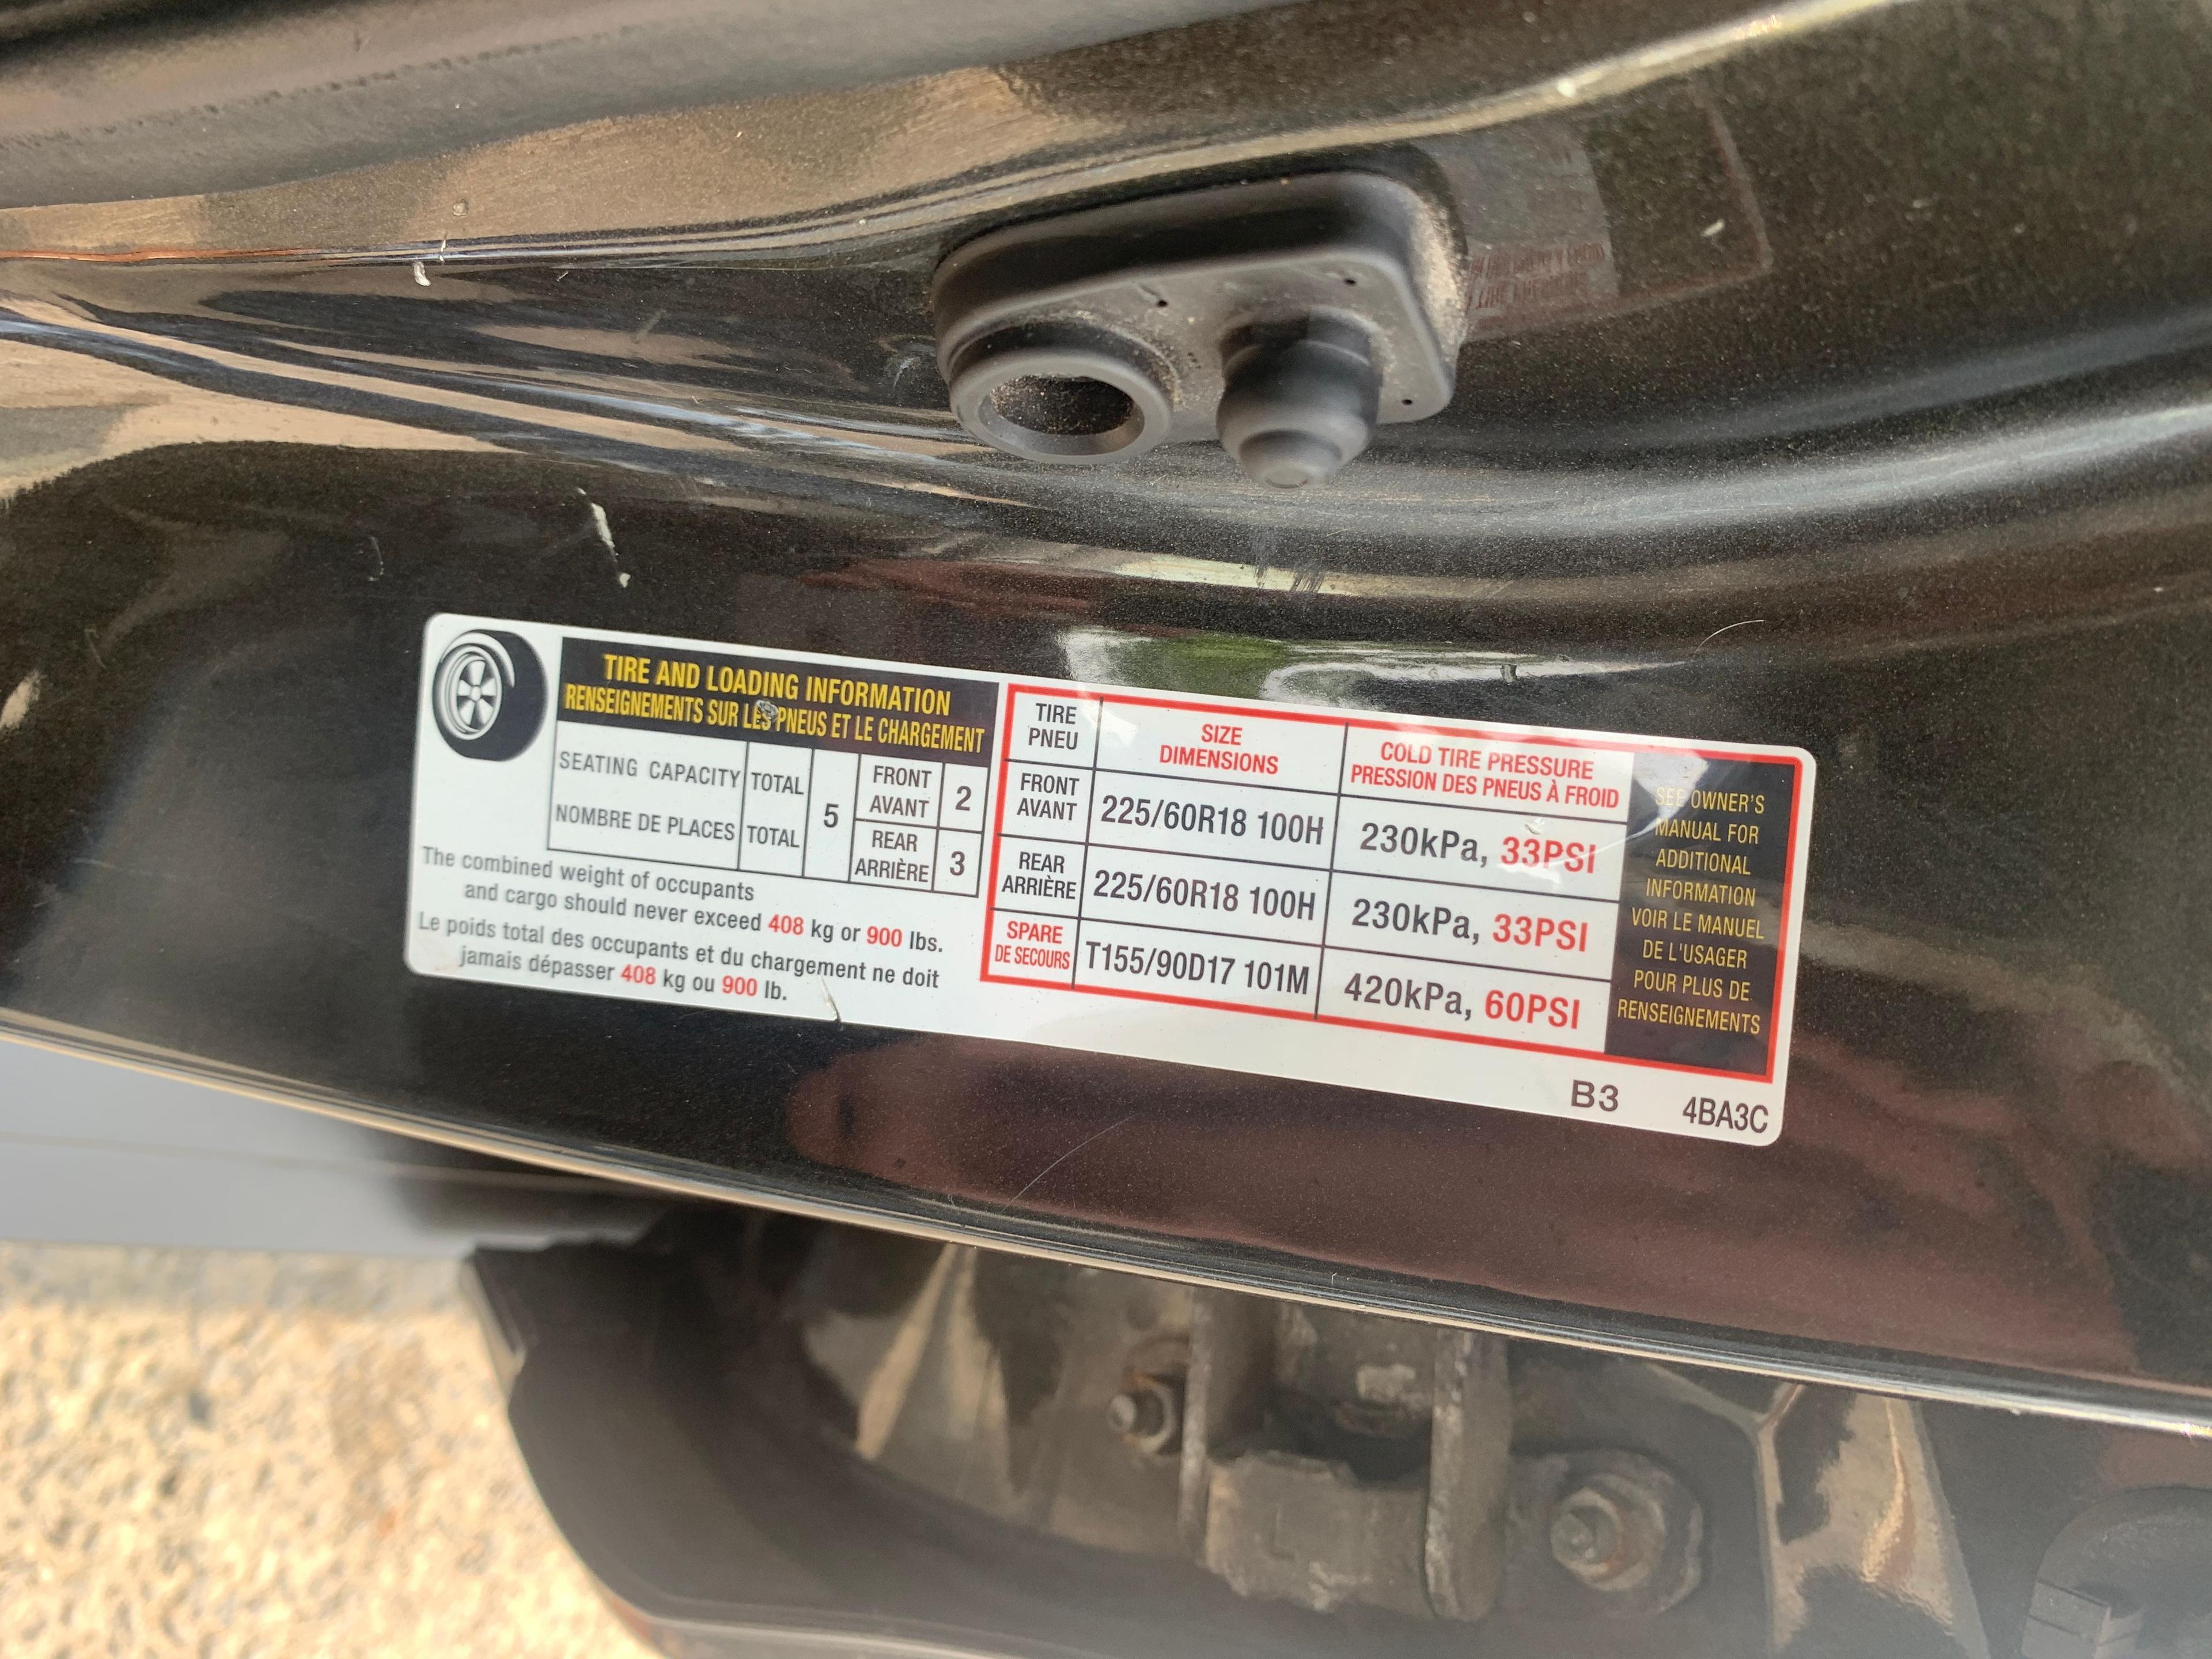 TIRE AND LOADING INFORMATION
RENSEIGNEMENTS SUR LES PNEUS ET LE CHARGEMENT
SEATING CAPACITY TOTAL
NOMBRE DE PLACES TOTAL
5
FRONT
AVANT
2
REAR
ARRIÈRE
3
The combined weight of occupants
and cargo should never exceed 408 kg or 900 lbs.
Le poids total des occupants et du chargement ne doit
jamais dépasser 408 kg ou 900 lb.
TIRE
PNEU
SIZE
DIMENSIONS
COLD TIRE PRESSURE
PRESSION DES PNEUS À FROID
FRONT
AVANT
225/60R18 100H
230kPa, 33PSI
REAR
ARRIÈRE
225/60R18 100H
230kPa, 33PSI
SPARE
DE SECOURS
T155/90D17 101M
420kPa, 60PSI
SEE OWNER'S
MANUAL FOR
ADDITIONAL
INFORMATION
VOIR LE MANUEL
DE L'USAGER
POUR PLUS DE
RENSEIGNEMENTS
B3 4BA3C